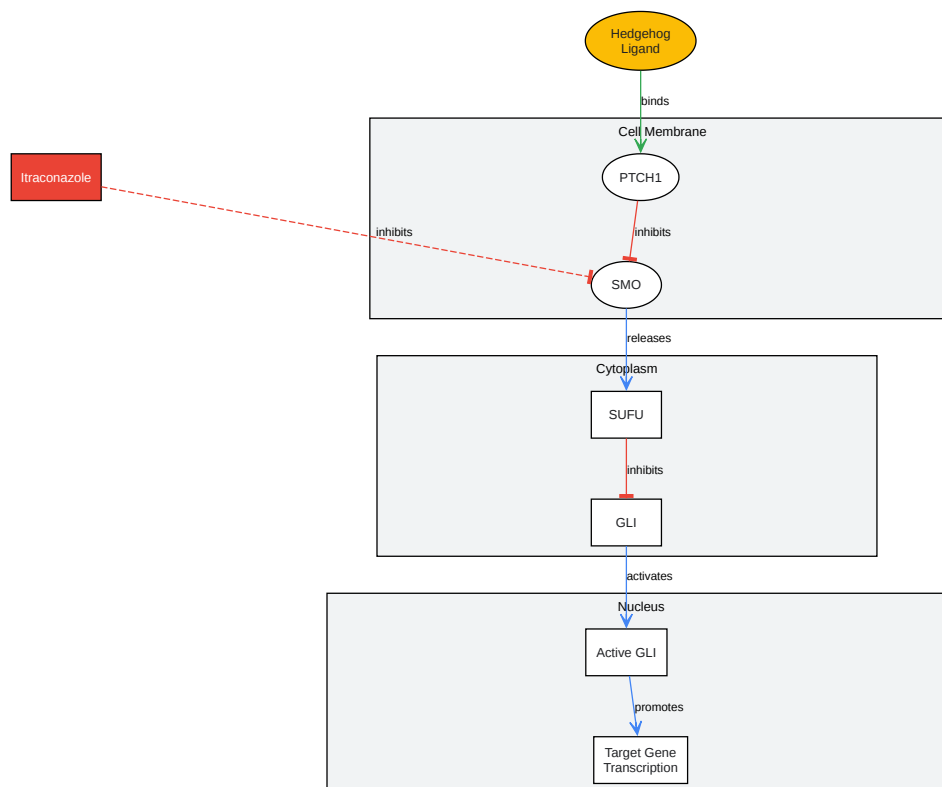 Hedgehog
Ligand
binds
Cell Membrane
Itraconazole
PTCH1
inhibits
inhibits
SMO
releases
Cytoplasm
SUFU
inhibits
GLI
activates
Nucleus
Active GLI
promotes
Target Gene
Transcription